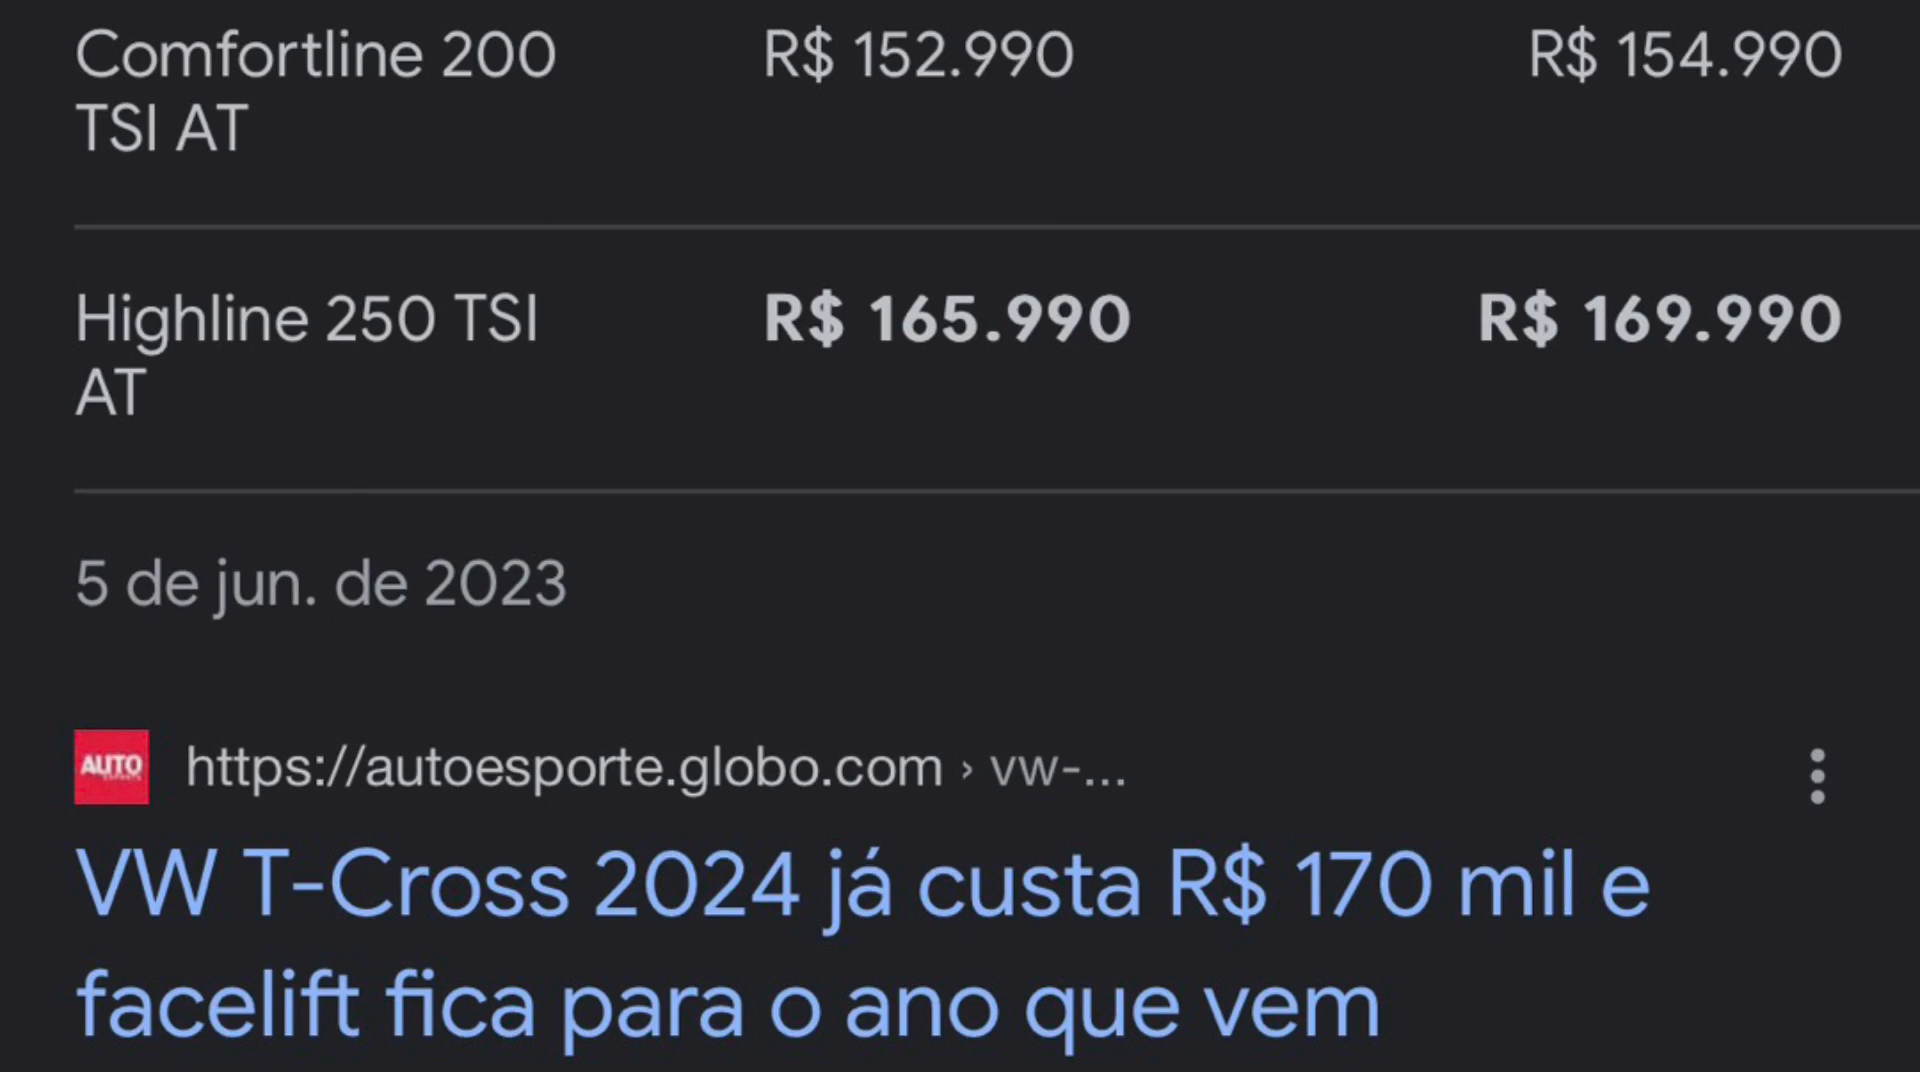 Comfortline 200 R$ 152.990 R$ 154.990
TSI AT
Highline 250 TSI R$ 165.990 R$ 169.990
AT
5 de jun. de 2023
AUTO https://autoesporte.globo.com › vw-...
VW T-Cross 2024 já custa R$ 170 mil e
facelift fica para o ano que vem